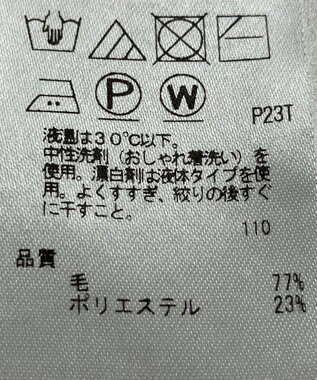 P W
P23T
液温は30℃以下。
中性洗剤（おしゃれ着洗い）を
使用。漂白剤は液体タイプを使
用。よくすすぎ、絞りの後すぐ
に干すこと。
110
品質
毛 77%
ポリエステル 23%